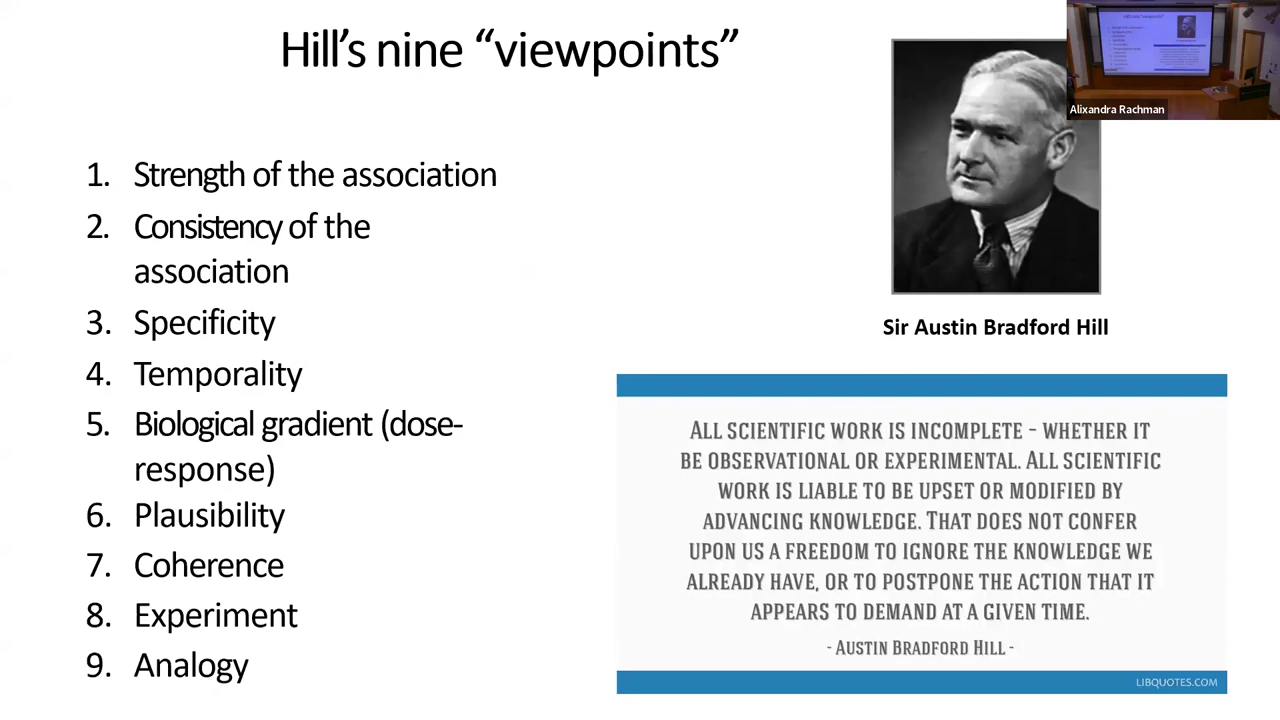 Hill’s nine “viewpoints”
Alixandra Rachman
1. Strength of the association
2. Consistency of the
association
3. Specificity
4. Temporality
5. Biological gradient (dose-
response)
6. Plausibility
7. Coherence
8. Experiment
9. Analogy
Sir Austin Bradford Hill
ALL SCIENTIFIC WORK IS INCOMPLETE - WHETHER IT
BE OBSERVATIONAL OR EXPERIMENTAL. ALL SCIENTIFIC
WORK IS LIABLE TO BE UPSET OR MODIFIED BY
ADVANCING KNOWLEDGE. THAT DOES NOT CONFER
UPON US A FREEDOM TO IGNORE THE KNOWLEDGE WE
ALREADY HAVE, OR TO POSTPONE THE ACTION THAT IT
APPEARS TO DEMAND AT A GIVEN TIME.
- AUSTIN BRADFORD HILL -
LIBQUOTES.COM